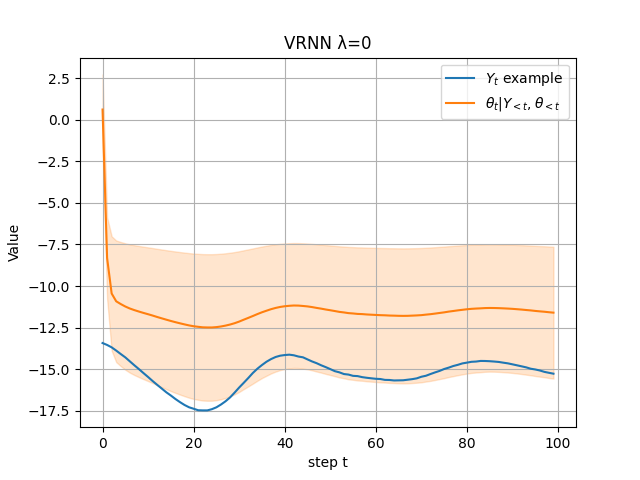 VRNN λ=0
Y_t example
θ_t|Y_{<t}, θ_{<t}
Value
2.5
0.0
−2.5
−5.0
−7.5
−10.0
−12.5
−15.0
−17.5
0 20 40 60 80 100
step t